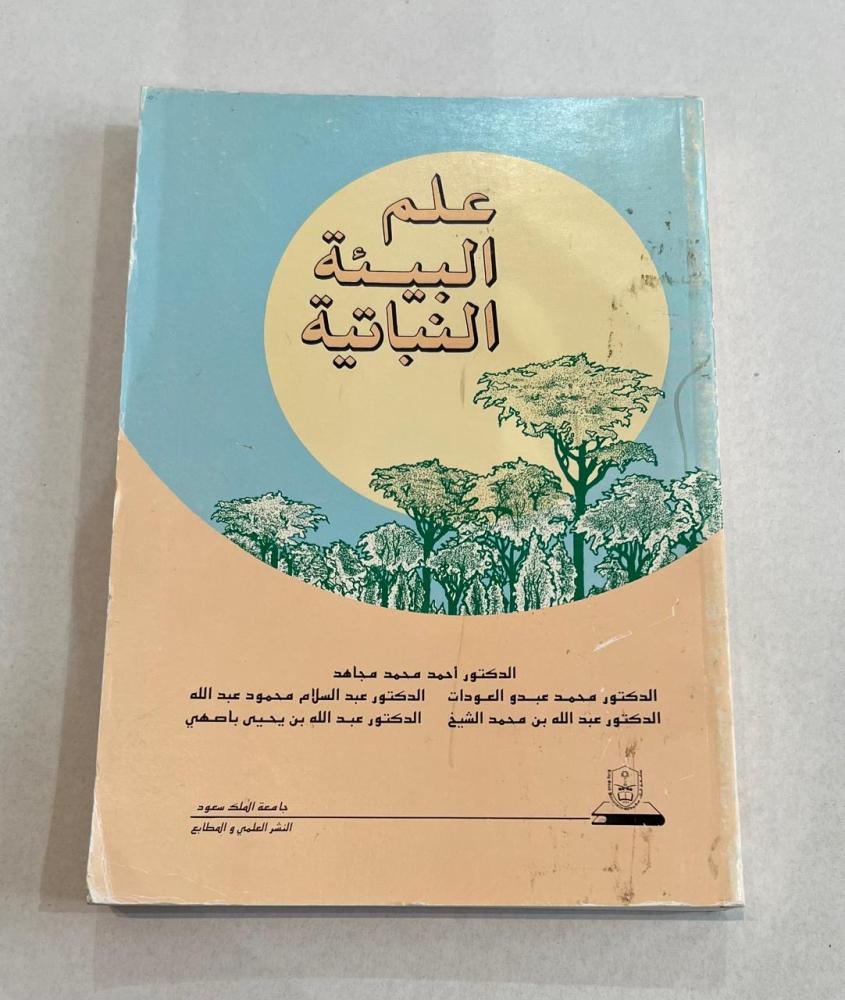 علم
البيئة
النباتية
الدكتور أحمد محمد مجاهد
الدكتور محمد عبدو العودات   الدكتور عبد السلام محمود عبد الله
الدكتور عبد الله بن محمد الشيخ   الدكتور عبد الله بن يحيى باصهي
جامعة الملك سعود
النشر العلمي و المطابع